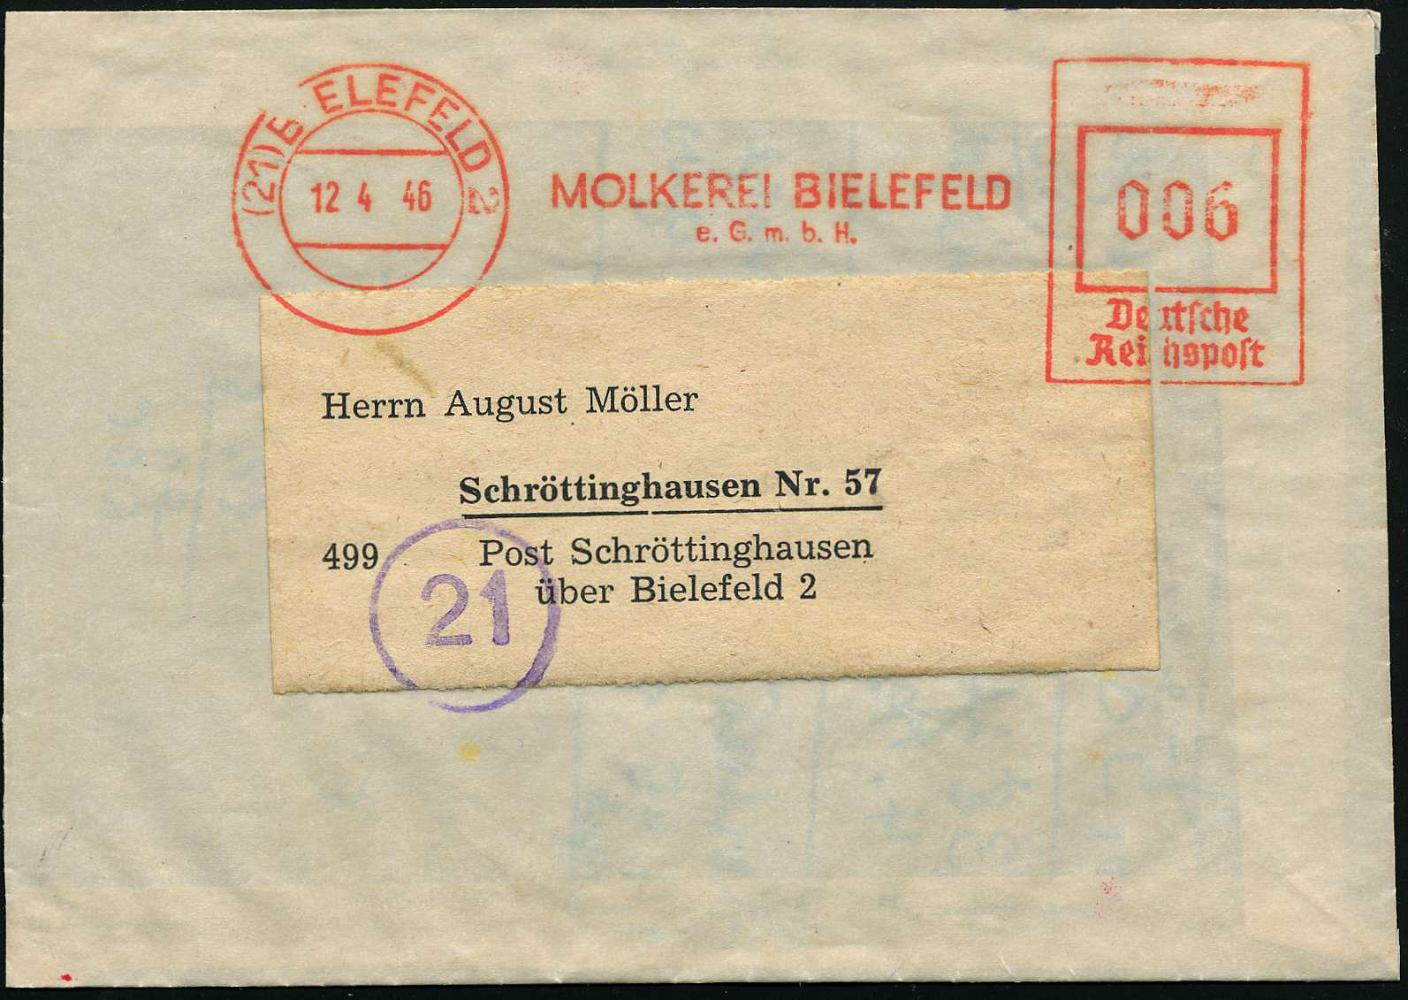 (21) BIELEFELD 2
12 4 46
MOLKEREI BIELEFELD
e. G. m. b. H.
006
Deutsche
Reichspost
Herrn August Möller
Schröttinghausen Nr. 57
499 Post Schröttinghausen
über Bielefeld 2
21